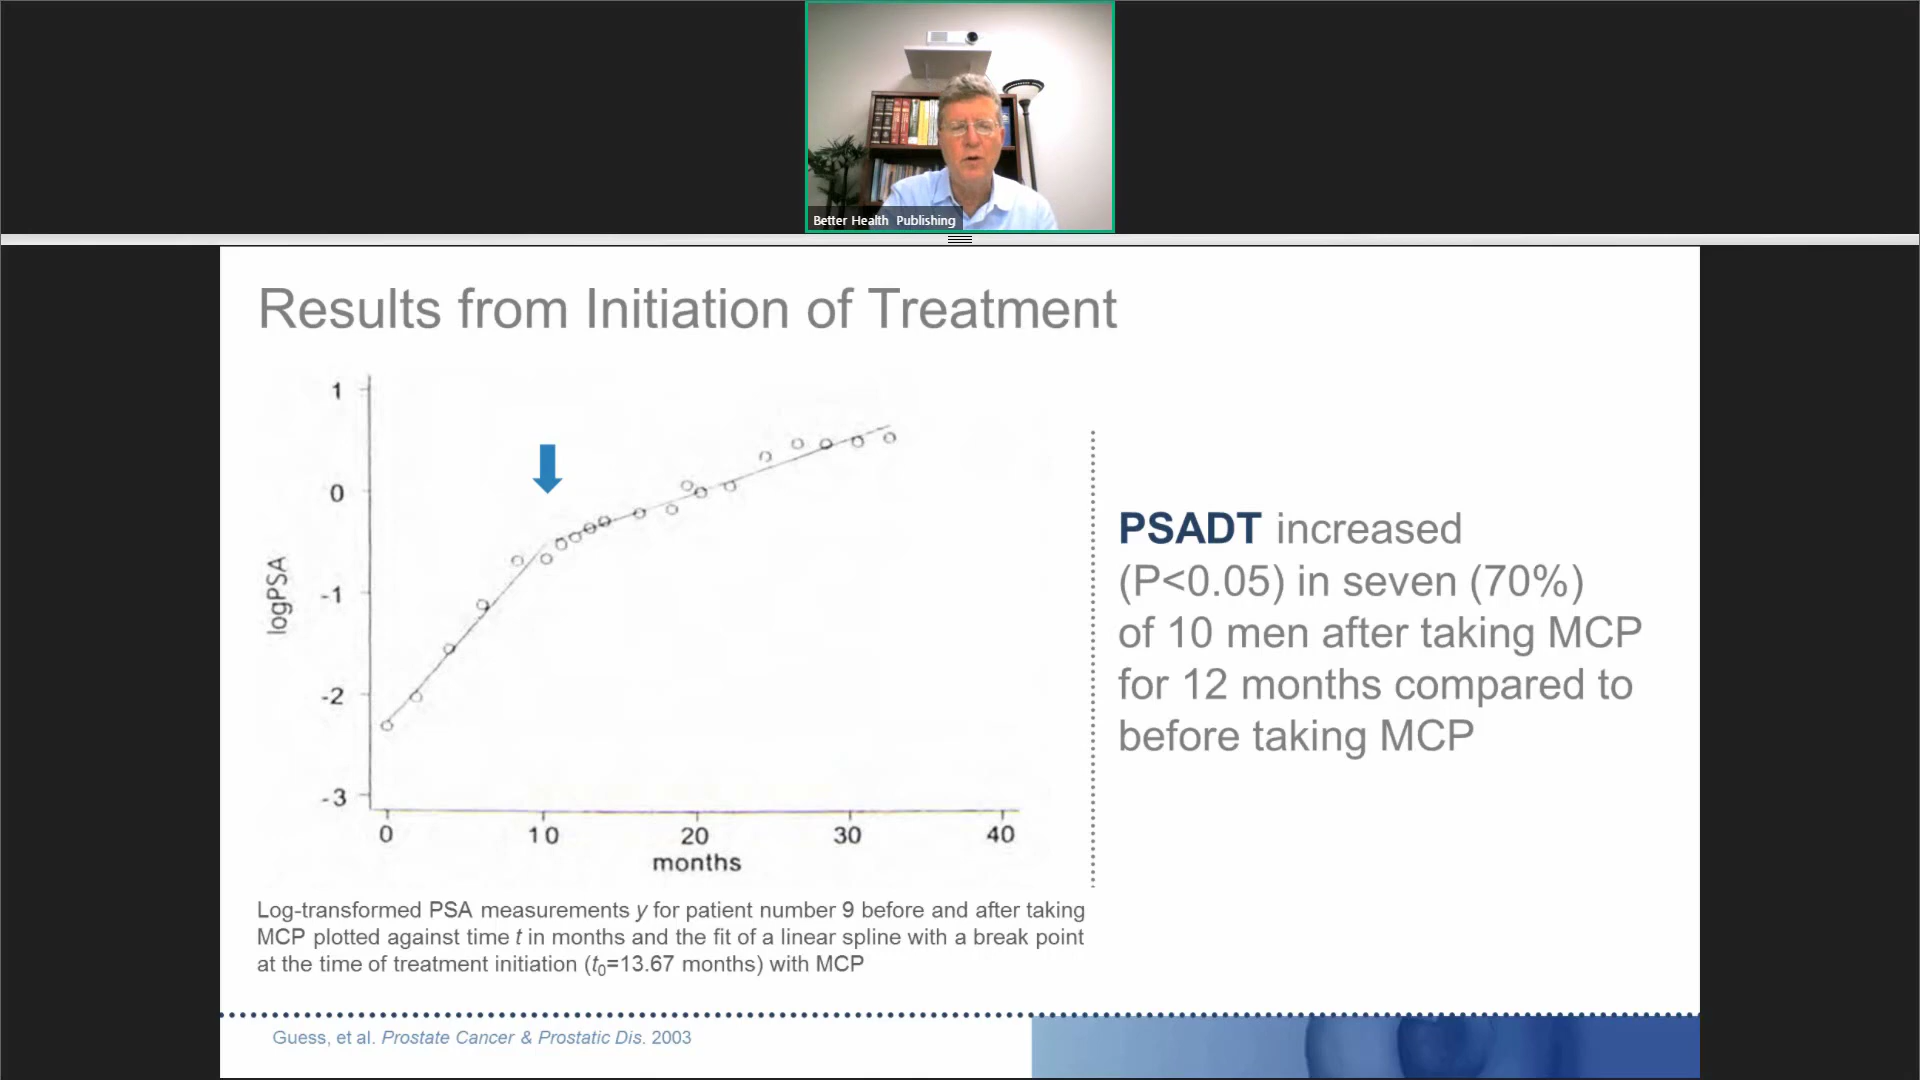 Better Health Publishing
Results from Initiation of Treatment
1
0
-1
-2
-3
logPSA
0
10
20
30
40
months
PSADT increased
(P<0.05) in seven (70%)
of 10 men after taking MCP
for 12 months compared to
before taking MCP
Log-transformed PSA measurements y for patient number 9 before and after taking
MCP plotted against time t in months and the fit of a linear spline with a break point
at the time of treatment initiation (t0=13.67 months) with MCP
Guess, et al. Prostate Cancer & Prostatic Dis. 2003